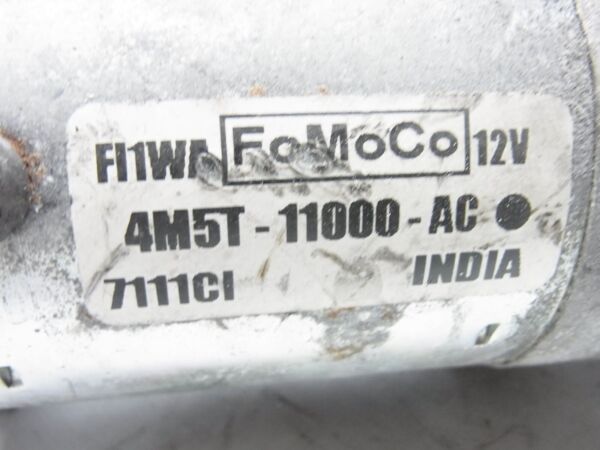 FI1WA FoMoCo 12V
4M5T-11000-AC
7111CI INDIA